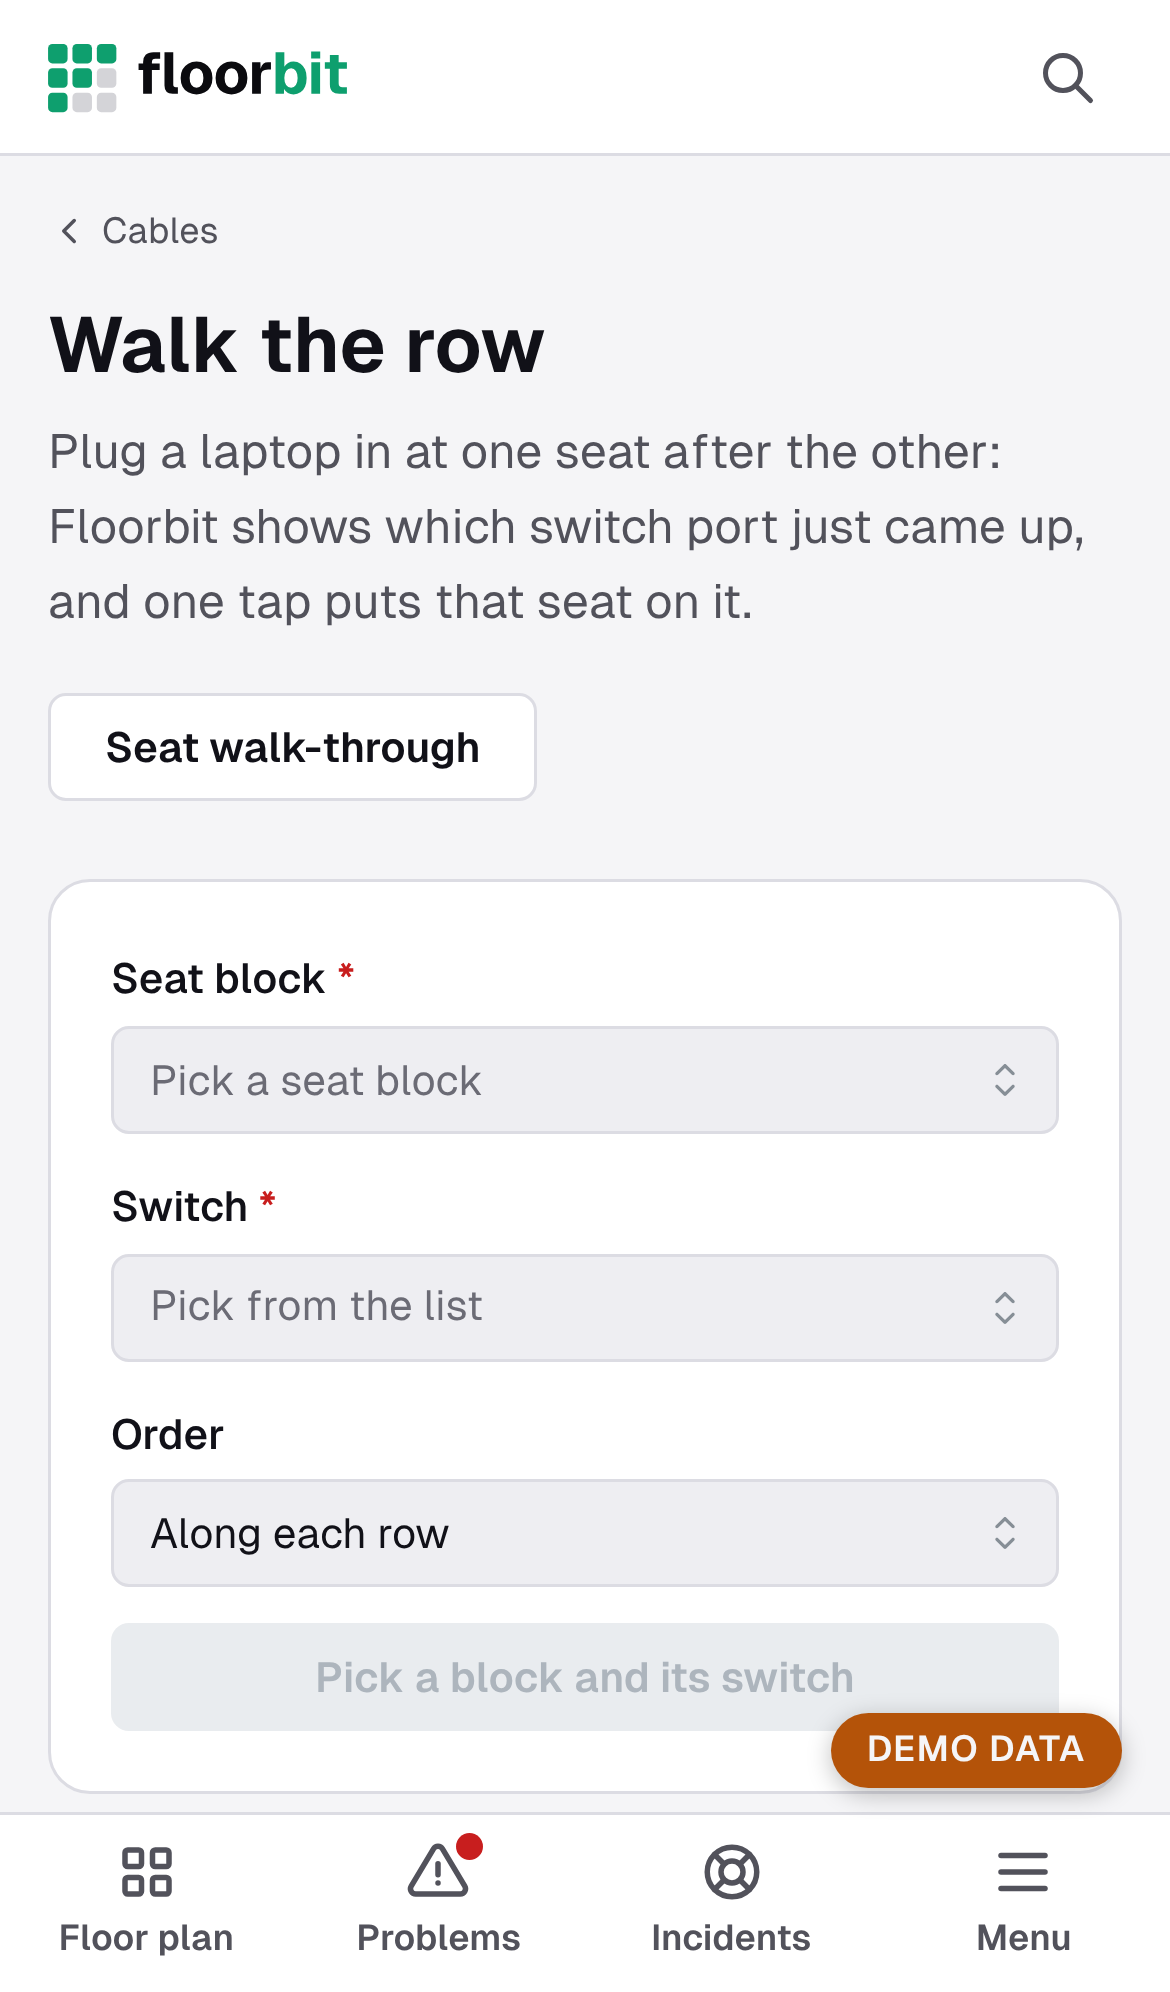 floorbit
Cables
Walk the row
Plug a laptop in at one seat after the other:
Floorbit shows which switch port just came up,
and one tap puts that seat on it.
Seat walk-through
Seat block *
Pick a seat block
Switch *
Pick from the list
Order
Along each row
Pick a block and its switch
DEMO DATA
Floor plan
Problems
Incidents
Menu